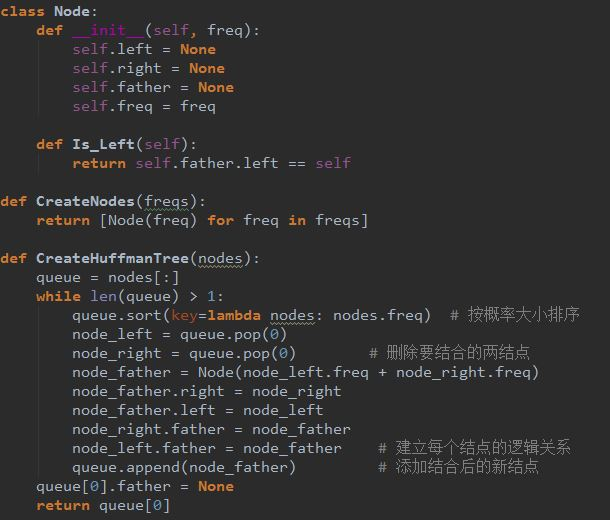 class Node:
    def __init__(self, freq):
        self.left = None
        self.right = None
        self.father = None
        self.freq = freq

    def Is_Left(self):
        return self.father.left == self

def CreateNodes(freqs):
    return [Node(freq) for freq in freqs]

def CreateHuffmanTree(nodes):
    queue = nodes[:]
    while len(queue) > 1:
        queue.sort(key=lambda nodes: nodes.freq)  # 按概率大小排序
        node_left = queue.pop(0)
        node_right = queue.pop(0)        # 删除要结合的两结点
        node_father = Node(node_left.freq + node_right.freq)
        node_father.right = node_right
        node_father.left = node_left
        node_right.father = node_father
        node_left.father = node_father    # 建立每个结点的逻辑关系
        queue.append(node_father)         # 添加结合后的新结点
    queue[0].father = None
    return queue[0]